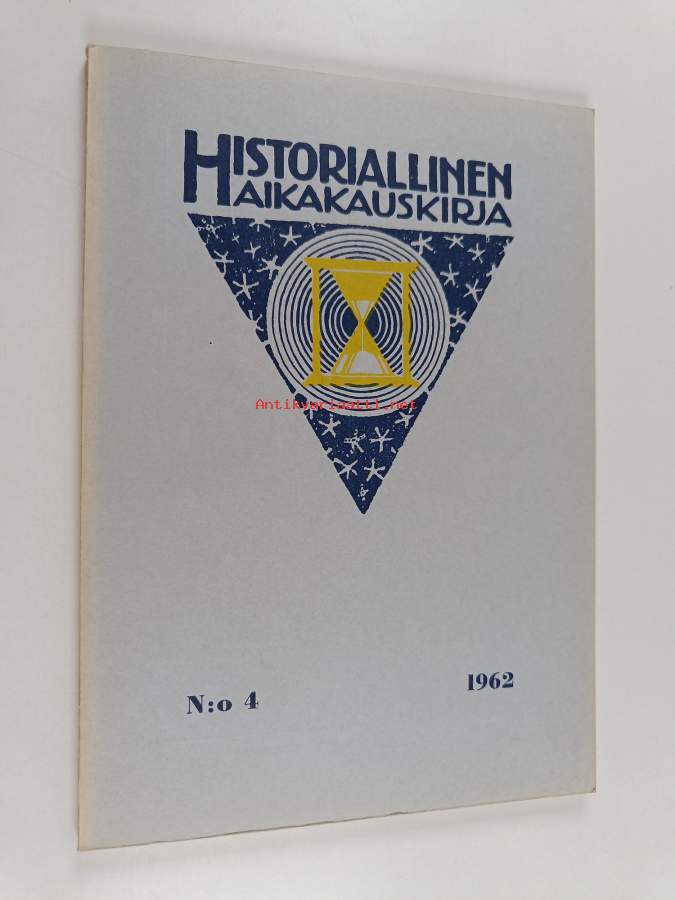 HISTORIALLINEN
AIKAKAUSKIRJA
Antikvariaatti.net
N:o 4
1962